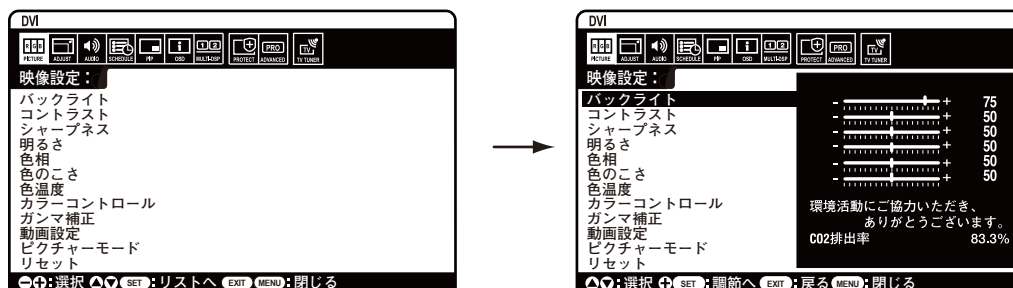 DVI
RGB
PICTURE ADJUST AUDIO SCHEDULE PIP OSD MULTI-DSP PROTECT ADVANCED TV TUNER
映像設定：
バックライト
コントラスト
シャープネス
明るさ
色相
色のこさ
色温度
カラーコントロール
ガンマ補正
動画設定
ピクチャーモード
リセット
:選択 SET :リストへ EXIT MENU :閉じる
DVI
RGB
PICTURE ADJUST AUDIO SCHEDULE PIP OSD MULTI-DSP PROTECT ADVANCED TV TUNER
映像設定：
バックライト - + 75
コントラスト - + 50
シャープネス - + 50
明るさ - + 50
色相 - + 50
色のこさ - + 50
色温度
カラーコントロール
ガンマ補正
動画設定
ピクチャーモード
リセット
環境活動にご協力いただき、
ありがとうございます。
CO2排出率 83.3%
:選択 SET :調節へ EXIT :戻る MENU :閉じる